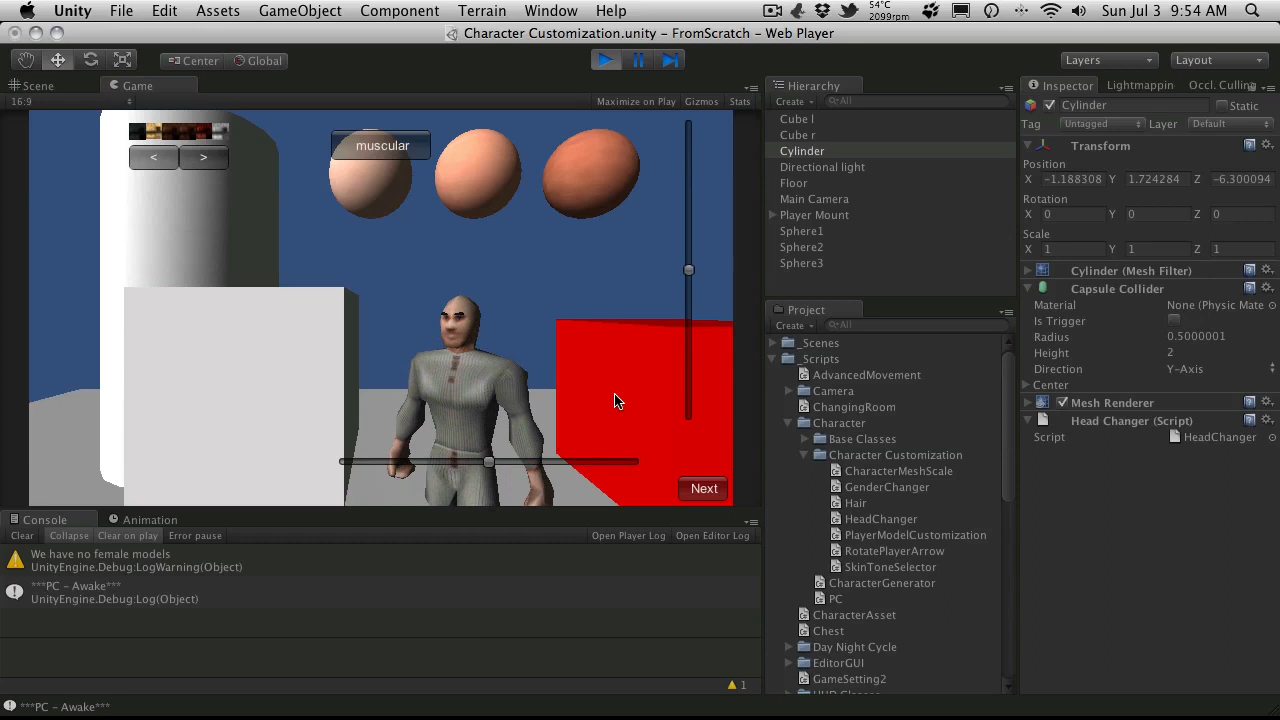 Unity File Edit Assets GameObject Component Terrain Window Help 54°C 2099rpm Sun Jul 3 9:54 AM
Character Customization.unity – FromScratch – Web Player
Center Global Layers Layout
Scene Game Hierarchy Inspector Lightmappin Occl. Culling
16:9 Maximize on Play Gizmos Stats Create All Cylinder Static
Tag Untagged Layer Default
muscular
< >
Next
Cube l
Cube r
Cylinder
Directional light
Floor
Main Camera
Player Mount
Sphere1
Sphere2
Sphere3
Transform
Position
X -1.188308 Y 1.724284 Z -6.300094
Rotation
X 0 Y 0 Z 0
Scale
X 1 Y 1 Z 1
Cylinder (Mesh Filter)
Capsule Collider
Material None (Physic Mate
Is Trigger
Radius 0.5000001
Height 2
Direction Y-Axis
Center
Mesh Renderer
Head Changer (Script)
Script HeadChanger
Project
Create All
_Scenes
_Scripts
AdvancedMovement
Camera
ChangingRoom
Character
Base Classes
Character Customization
CharacterMeshScale
GenderChanger
Hair
HeadChanger
PlayerModelCustomization
RotatePlayerArrow
SkinToneSelector
CharacterGenerator
PC
CharacterAsset
Chest
Day Night Cycle
EditorGUI
GameSetting2
Console Animation
Clear Collapse Clear on play Error pause Open Player Log Open Editor Log
We have no female models
UnityEngine.Debug:LogWarning(Object)
***PC - Awake***
UnityEngine.Debug:Log(Object)
1
***PC - Awake***